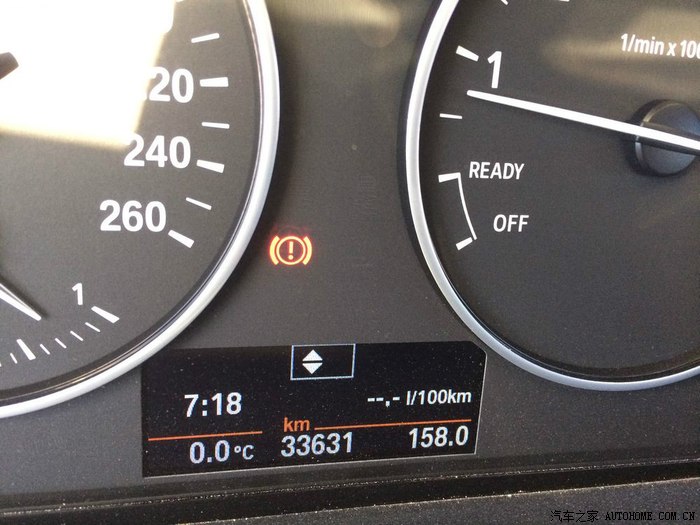 220
240
260
1
1
1/min x 100
READY
OFF
7:18
--,- l/100km
0.0°C
km
33631
158.0
汽车之家 AUTOHOME.COM.CN